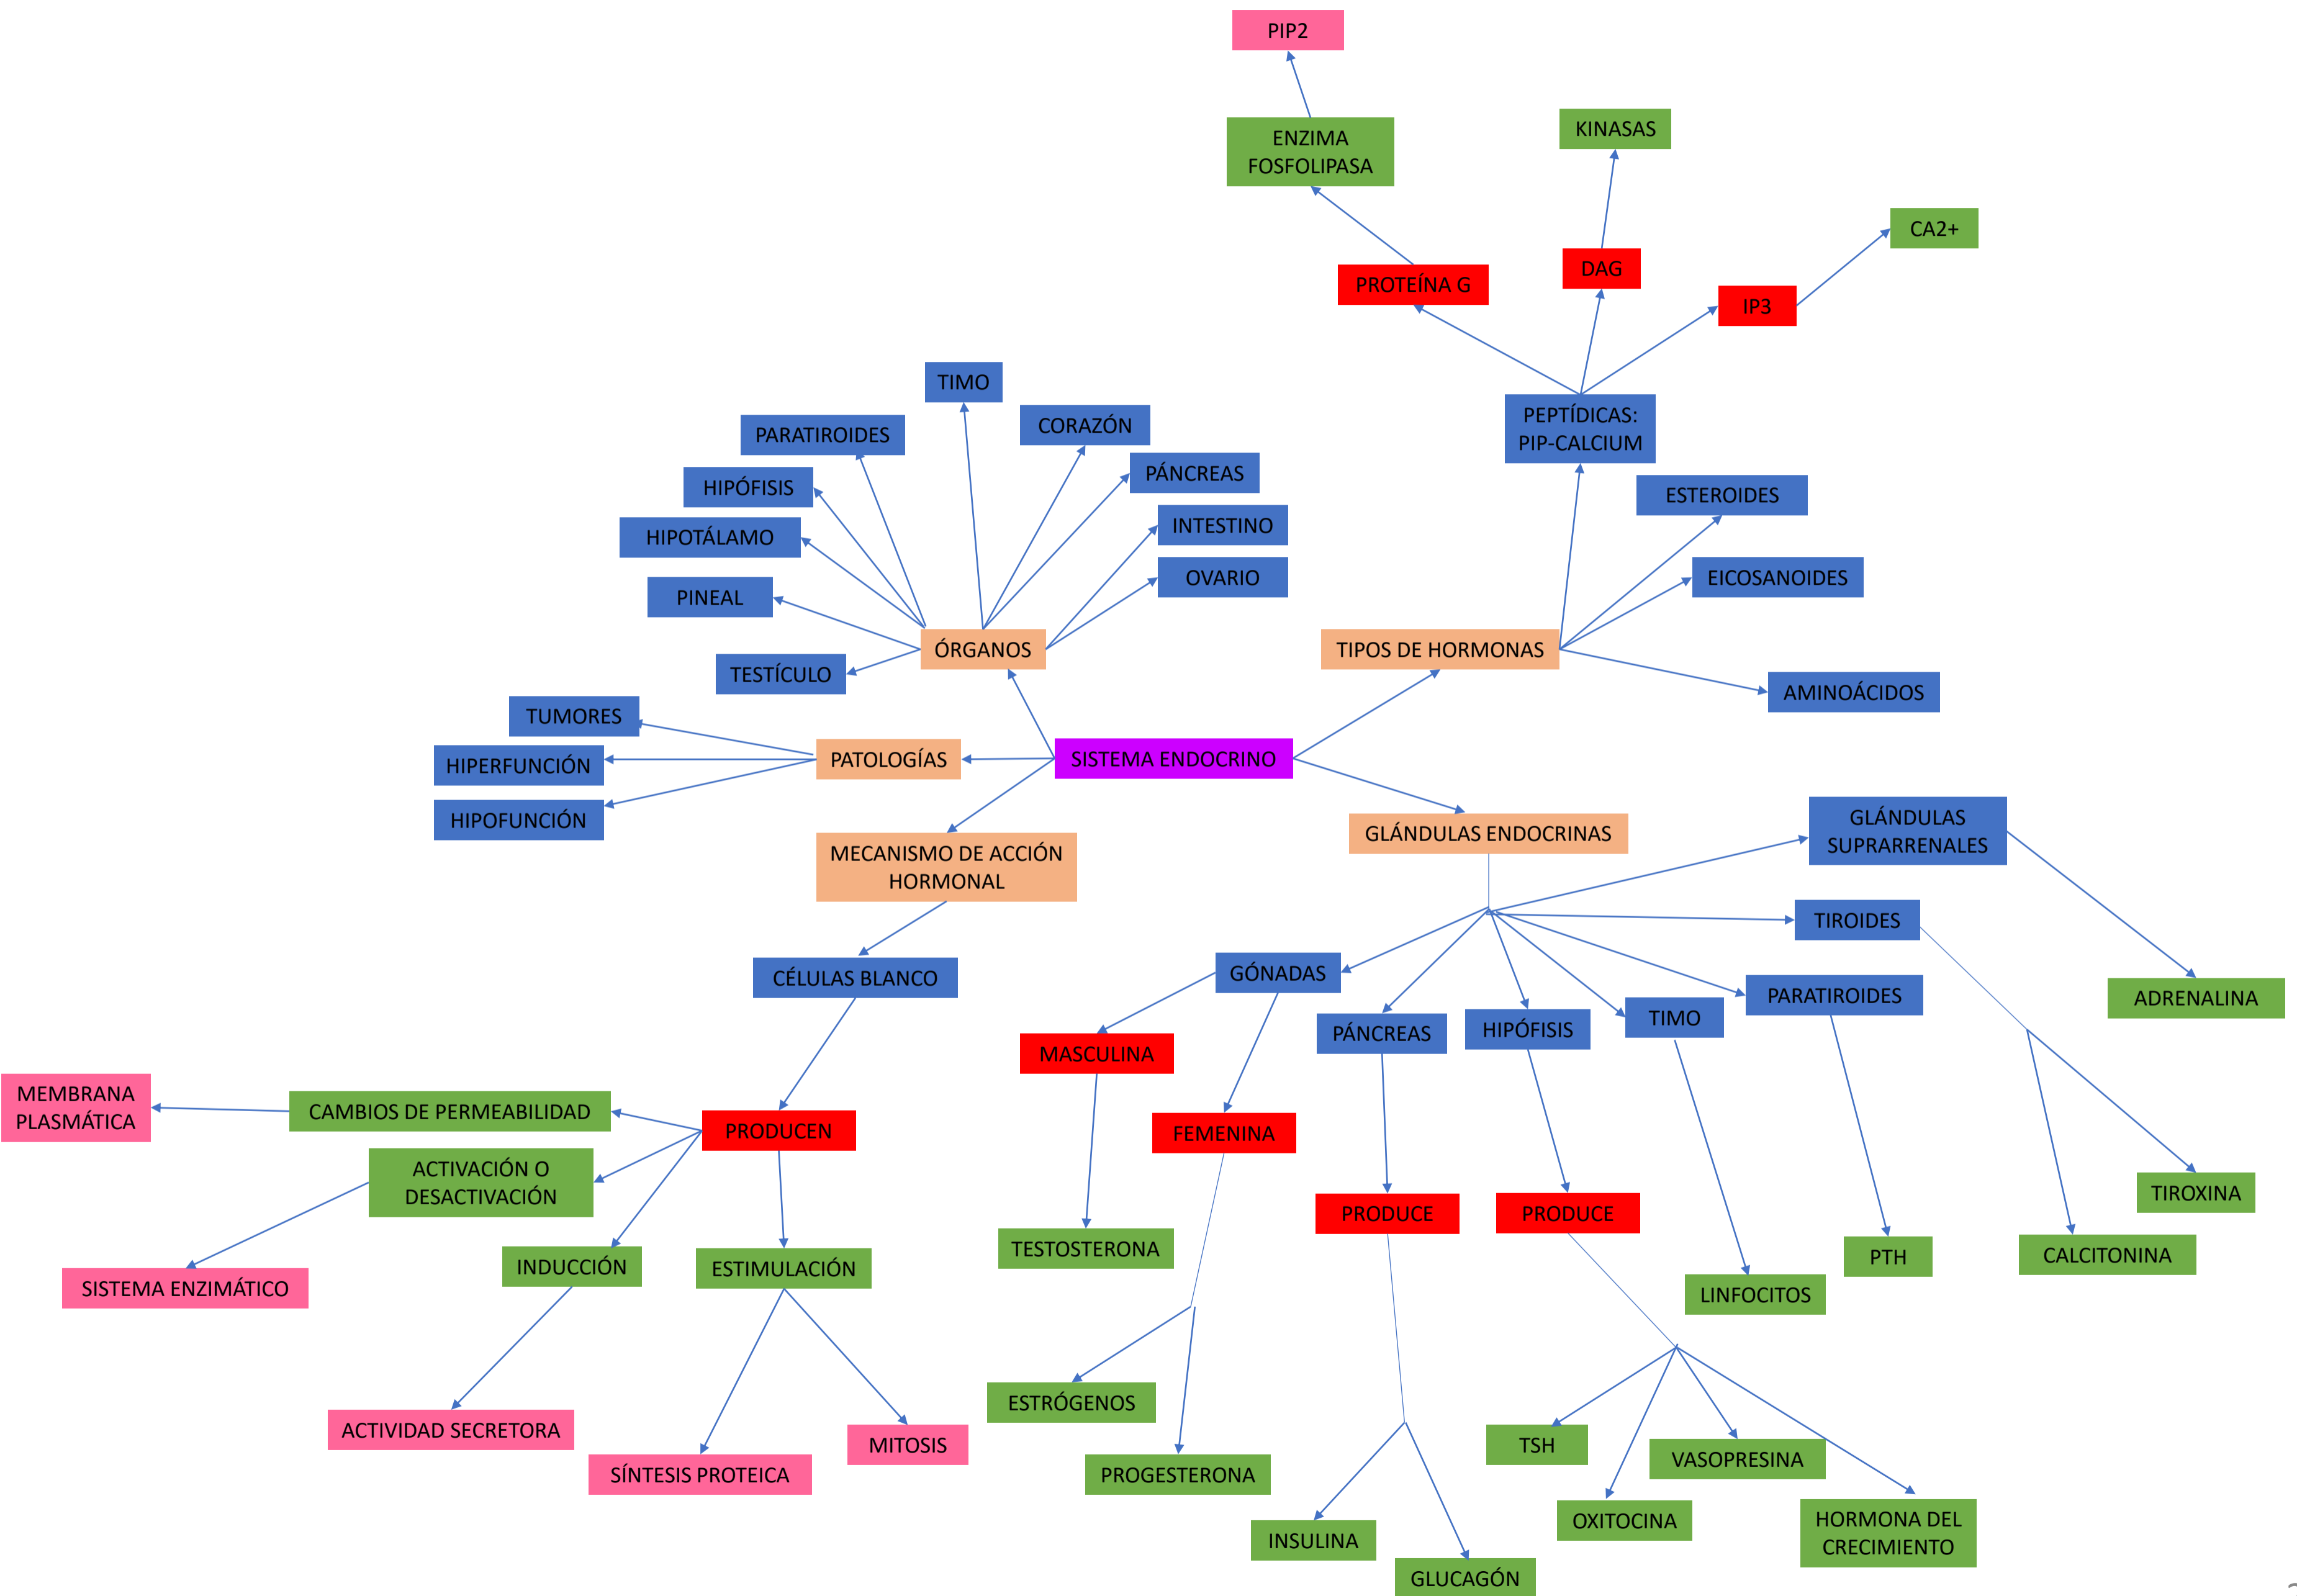 PIP2
ENZIMA
FOSFOLIPASA
KINASAS
CA2+
PROTEÍNA G
DAG
IP3
TIMO
CORAZÓN
PARATIROIDES
PÁNCREAS
HIPÓFISIS
INTESTINO
HIPOTÁLAMO
OVARIO
PINEAL
ÓRGANOS
TESTÍCULO
PEPTÍDICAS:
PIP-CALCIUM
ESTEROIDES
EICOSANOIDES
TIPOS DE HORMONAS
AMINOÁCIDOS
TUMORES
HIPERFUNCIÓN
HIPOFUNCIÓN
PATOLOGÍAS
SISTEMA ENDOCRINO
MECANISMO DE ACCIÓN
HORMONAL
GLÁNDULAS ENDOCRINAS
GLÁNDULAS
SUPRARRENALES
TIROIDES
CÉLULAS BLANCO
GÓNADAS
PARATIROIDES
ADRENALINA
PÁNCREAS
HIPÓFISIS
TIMO
MASCULINA
MEMBRANA
PLASMÁTICA
CAMBIOS DE PERMEABILIDAD
PRODUCEN
FEMENINA
ACTIVACIÓN O
DESACTIVACIÓN
TIROXINA
PRODUCE
PRODUCE
TESTOSTERONA
PTH
CALCITONINA
SISTEMA ENZIMÁTICO
INDUCCIÓN
ESTIMULACIÓN
LINFOCITOS
ESTRÓGENOS
ACTIVIDAD SECRETORA
MITOSIS
SÍNTESIS PROTEICA
PROGESTERONA
TSH
VASOPRESINA
OXITOCINA
HORMONA DEL
CRECIMIENTO
INSULINA
GLUCAGÓN